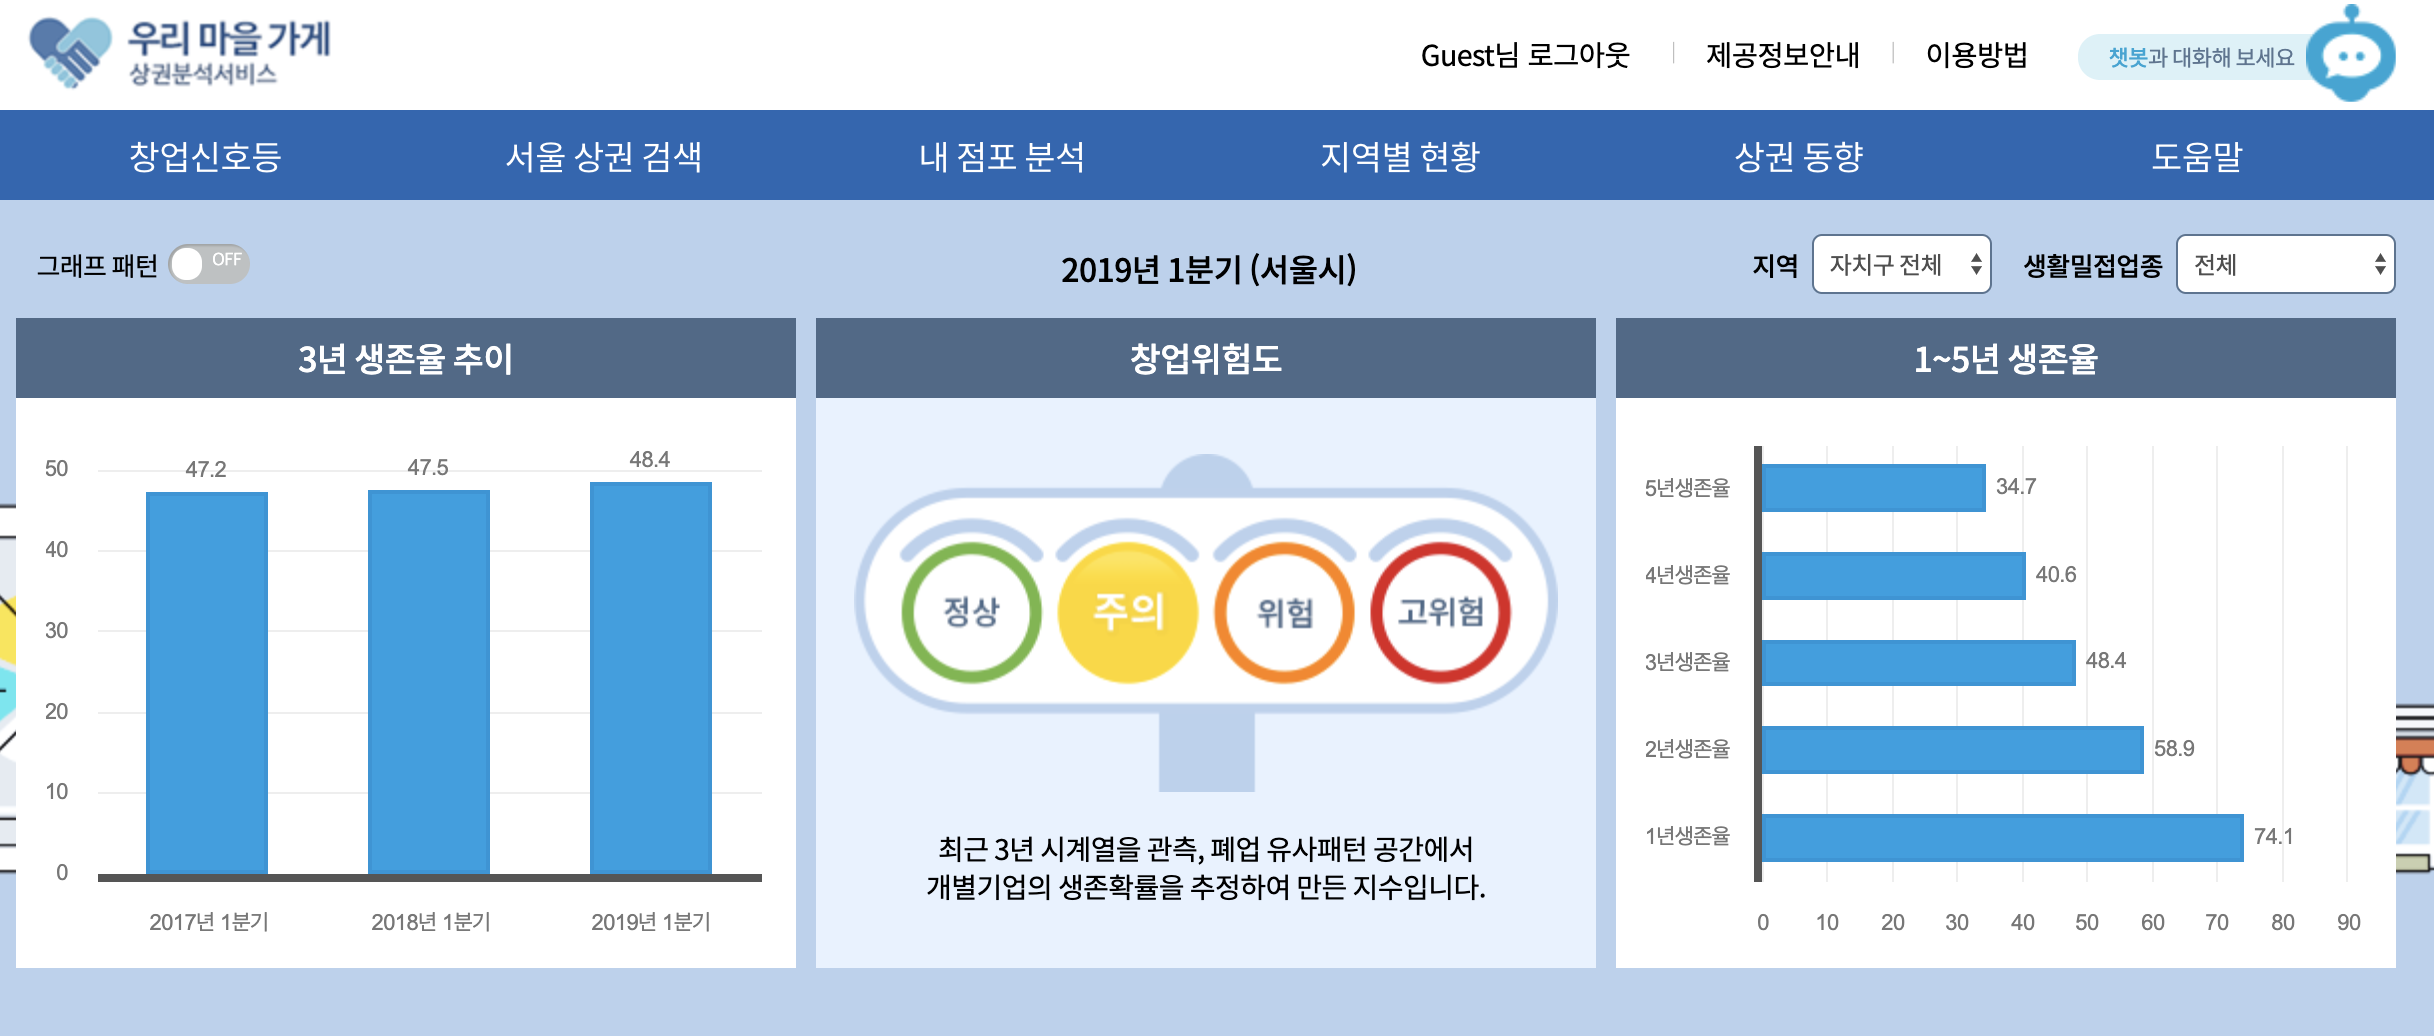 우리 마을 가게
상권분석서비스
Guest님 로그아웃
제공정보안내
이용방법
챗봇과 대화해 보세요
창업신호등
서울 상권 검색
내 점포 분석
지역별 현황
상권 동향
도움말
그래프 패턴 OFF
2019년 1분기 (서울시)
지역 자치구 전체
생활밀접업종 전체
3년 생존율 추이
50
40
30
20
10
0
47.2
47.5
48.4
2017년 1분기
2018년 1분기
2019년 1분기
창업위험도
정상
주의
위험
고위험
최근 3년 시계열을 관측, 폐업 유사패턴 공간에서
개별기업의 생존확률을 추정하여 만든 지수입니다.
1~5년 생존율
5년생존율 34.7
4년생존율 40.6
3년생존율 48.4
2년생존율 58.9
1년생존율 74.1
0 10 20 30 40 50 60 70 80 90